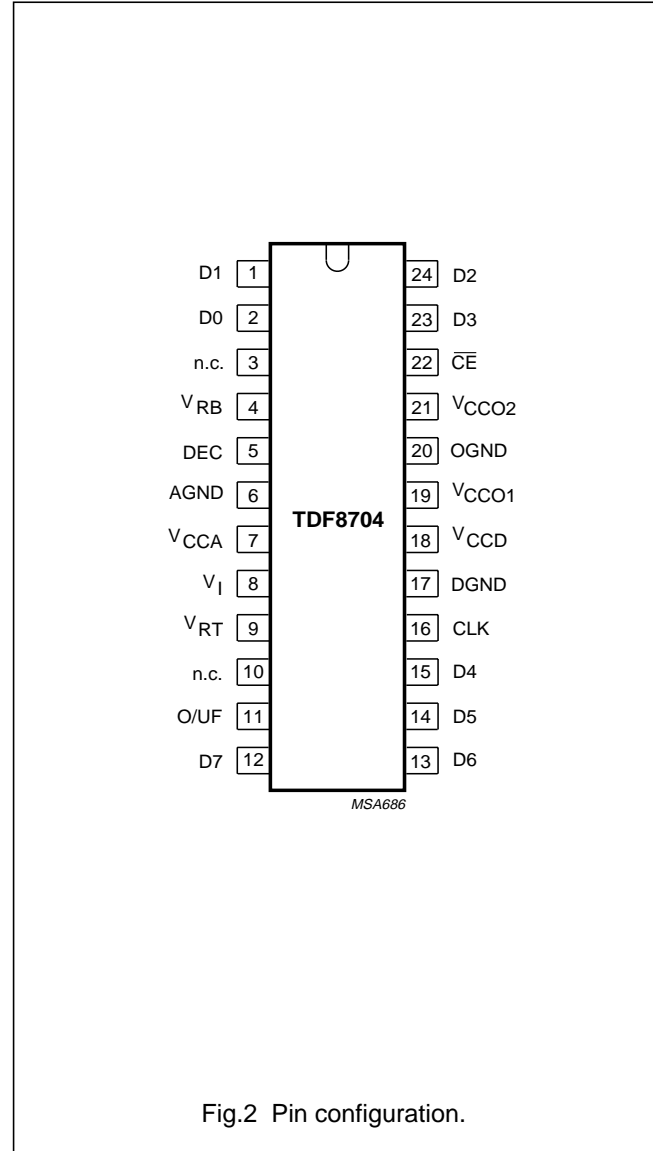 D1 1 24 D2
D0 2 23 D3
n.c. 3 22 C̅E̅
VRB 4 21 VCCO2
DEC 5 20 OGND
AGND 6 19 VCCO1
TDF8704
VCCA 7 18 VCCD
VI 8 17 DGND
VRT 9 16 CLK
n.c. 10 15 D4
O/UF 11 14 D5
D7 12 13 D6
MSA686
Fig.2 Pin configuration.